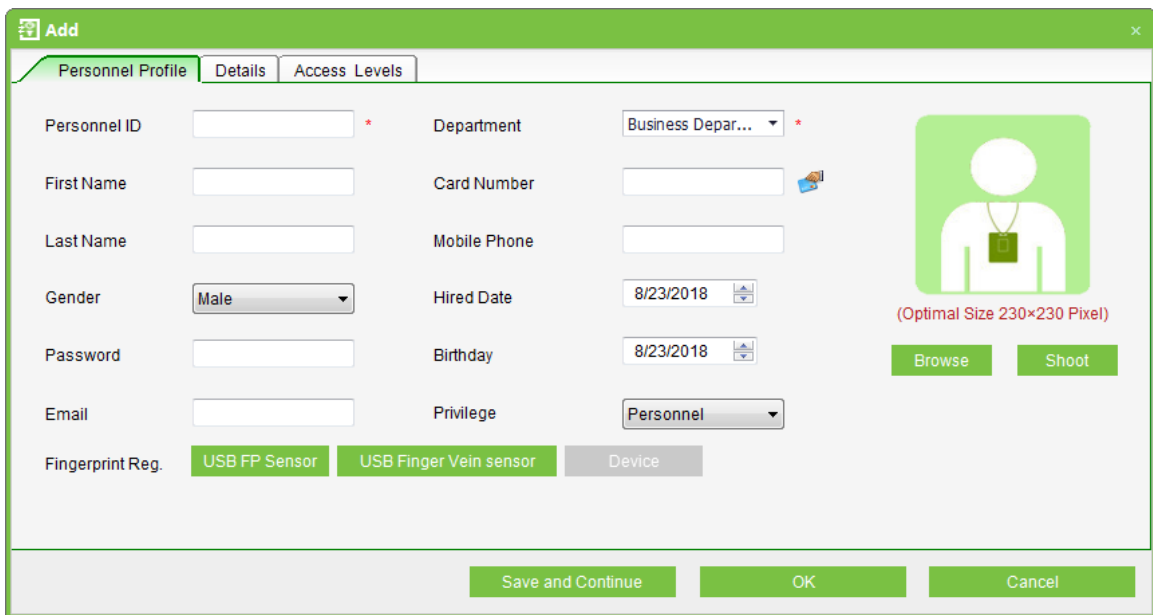 Add
Personnel Profile Details Access Levels
Personnel ID * Department Business Depar... *
First Name Card Number
Last Name Mobile Phone
Gender Male Hired Date 8/23/2018
(Optimal Size 230×230 Pixel)
Password Birthday 8/23/2018 Browse Shoot
Email Privilege Personnel
Fingerprint Reg. USB FP Sensor USB Finger Vein sensor Device
Save and Continue OK Cancel